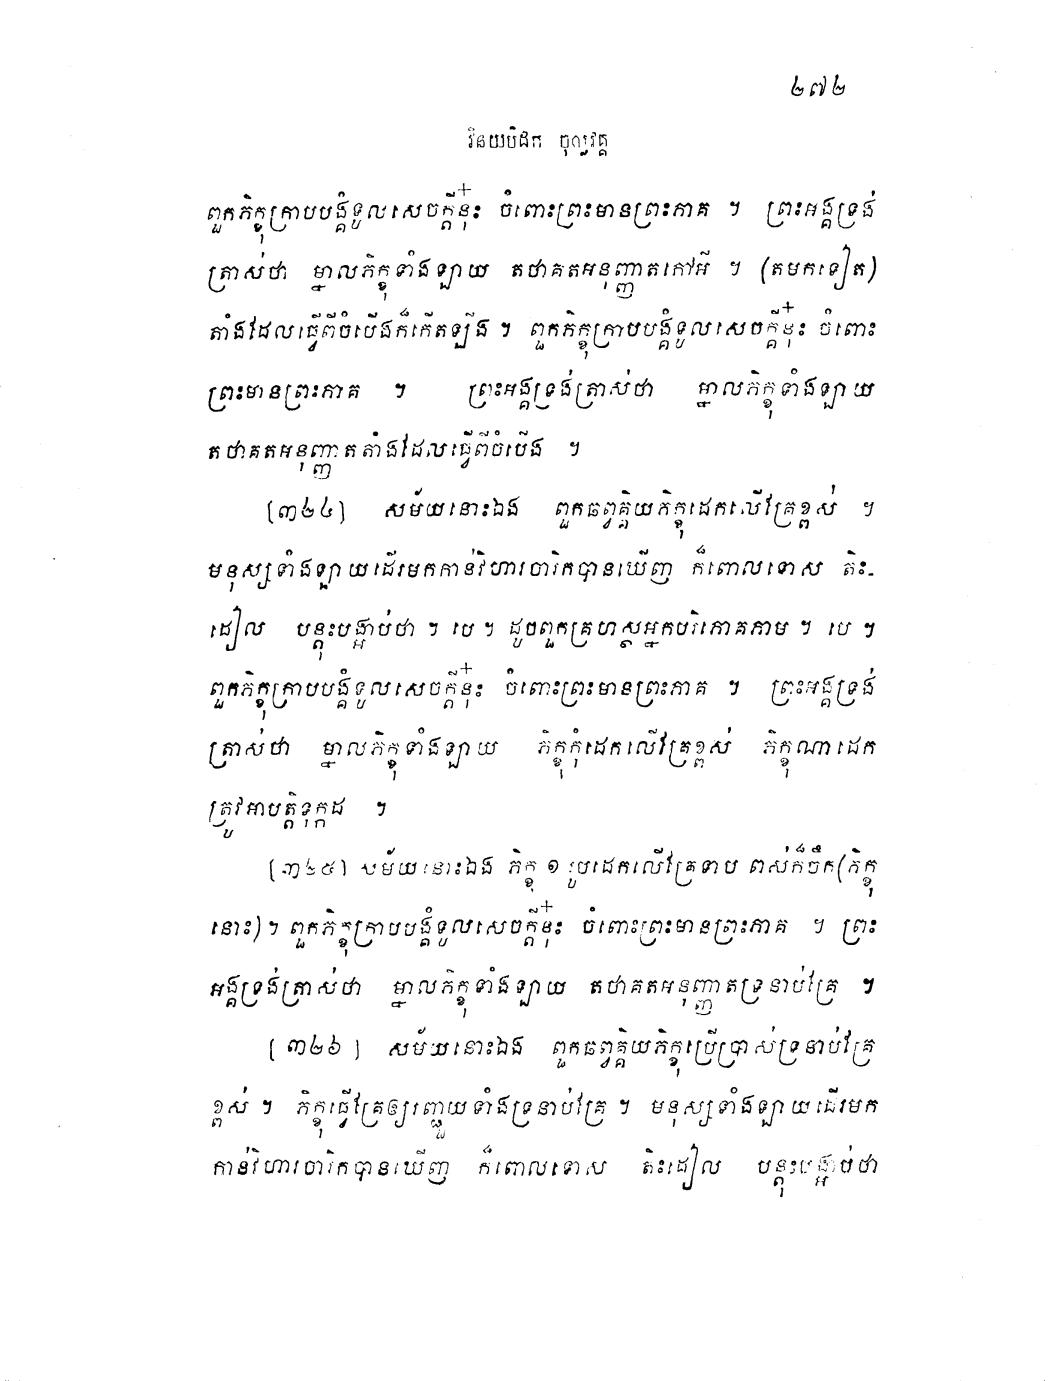 ២៧២
វិនយបិដក ចុល្លវគ្គ
ពួកភិក្ខុក្រាបបង្គំទូលសេចក្តីនុ៎ះ ចំពោះព្រះមានព្រះភាគ ។ ព្រះអង្គទ្រង់
ត្រាស់ថា ម្នាលភិក្ខុទាំងឡាយ តថាគតអនុញ្ញាតកៅអី ។ (តមកទៀត)
តាំងដែលធ្វើពីចំបើងក៏កើតឡើង ។ ពួកភិក្ខុក្រាបបង្គំទូលសេចក្តីនុ៎ះ ចំពោះ
ព្រះមានព្រះភាគ ។ ព្រះអង្គទ្រង់ត្រាស់ថា ម្នាលភិក្ខុទាំងឡាយ
តថាគតអនុញ្ញាតតាំងដែលធ្វើពីចំបើង ។
[៣២៤] សម័យនោះឯង ពួកឆព្វគ្គិយភិក្ខុដេកលើគ្រែខ្ពស់ ។
មនុស្សទាំងឡាយដើរមកកាន់វិហារចារិកបានឃើញ ក៏ពោលទោស តិះ-
ដៀល បន្តុះបង្អាប់ថា ។ បេ ។ ដូចពួកគ្រហស្ថអ្នកបរិភោគកាម ។ បេ ។
ពួកភិក្ខុក្រាបបង្គំទូលសេចក្តីនុ៎ះ ចំពោះព្រះមានព្រះភាគ ។ ព្រះអង្គទ្រង់
ត្រាស់ថា ម្នាលភិក្ខុទាំងឡាយ ភិក្ខុកុំដេកលើគ្រែខ្ពស់ ភិក្ខុណាដេក
ត្រូវអាបត្តិទុក្កដ ។
[៣២៥] សម័យនោះឯង ភិក្ខុ ១ រូបដេកលើគ្រែទាប ពស់ក៏ចឹក(ភិក្ខុ
នោះ) ។ ពួកភិក្ខុក្រាបបង្គំទូលសេចក្តីនុ៎ះ ចំពោះព្រះមានព្រះភាគ ។ ព្រះ
អង្គទ្រង់ត្រាស់ថា ម្នាលភិក្ខុទាំងឡាយ តថាគតអនុញ្ញាតទ្រនាប់គ្រែ ។
[៣២៦] សម័យនោះឯង ពួកឆព្វគ្គិយភិក្ខុប្រើប្រាស់ទ្រនាប់គ្រែ
ខ្ពស់ ។ ភិក្ខុធ្វើគ្រែឲ្យរញ្ជួយទាំងទ្រនាប់គ្រែ ។ មនុស្សទាំងឡាយដើរមក
កាន់វិហារចារិកបានឃើញ ក៏ពោលទោស តិះដៀល បន្តុះបង្អាប់ថា